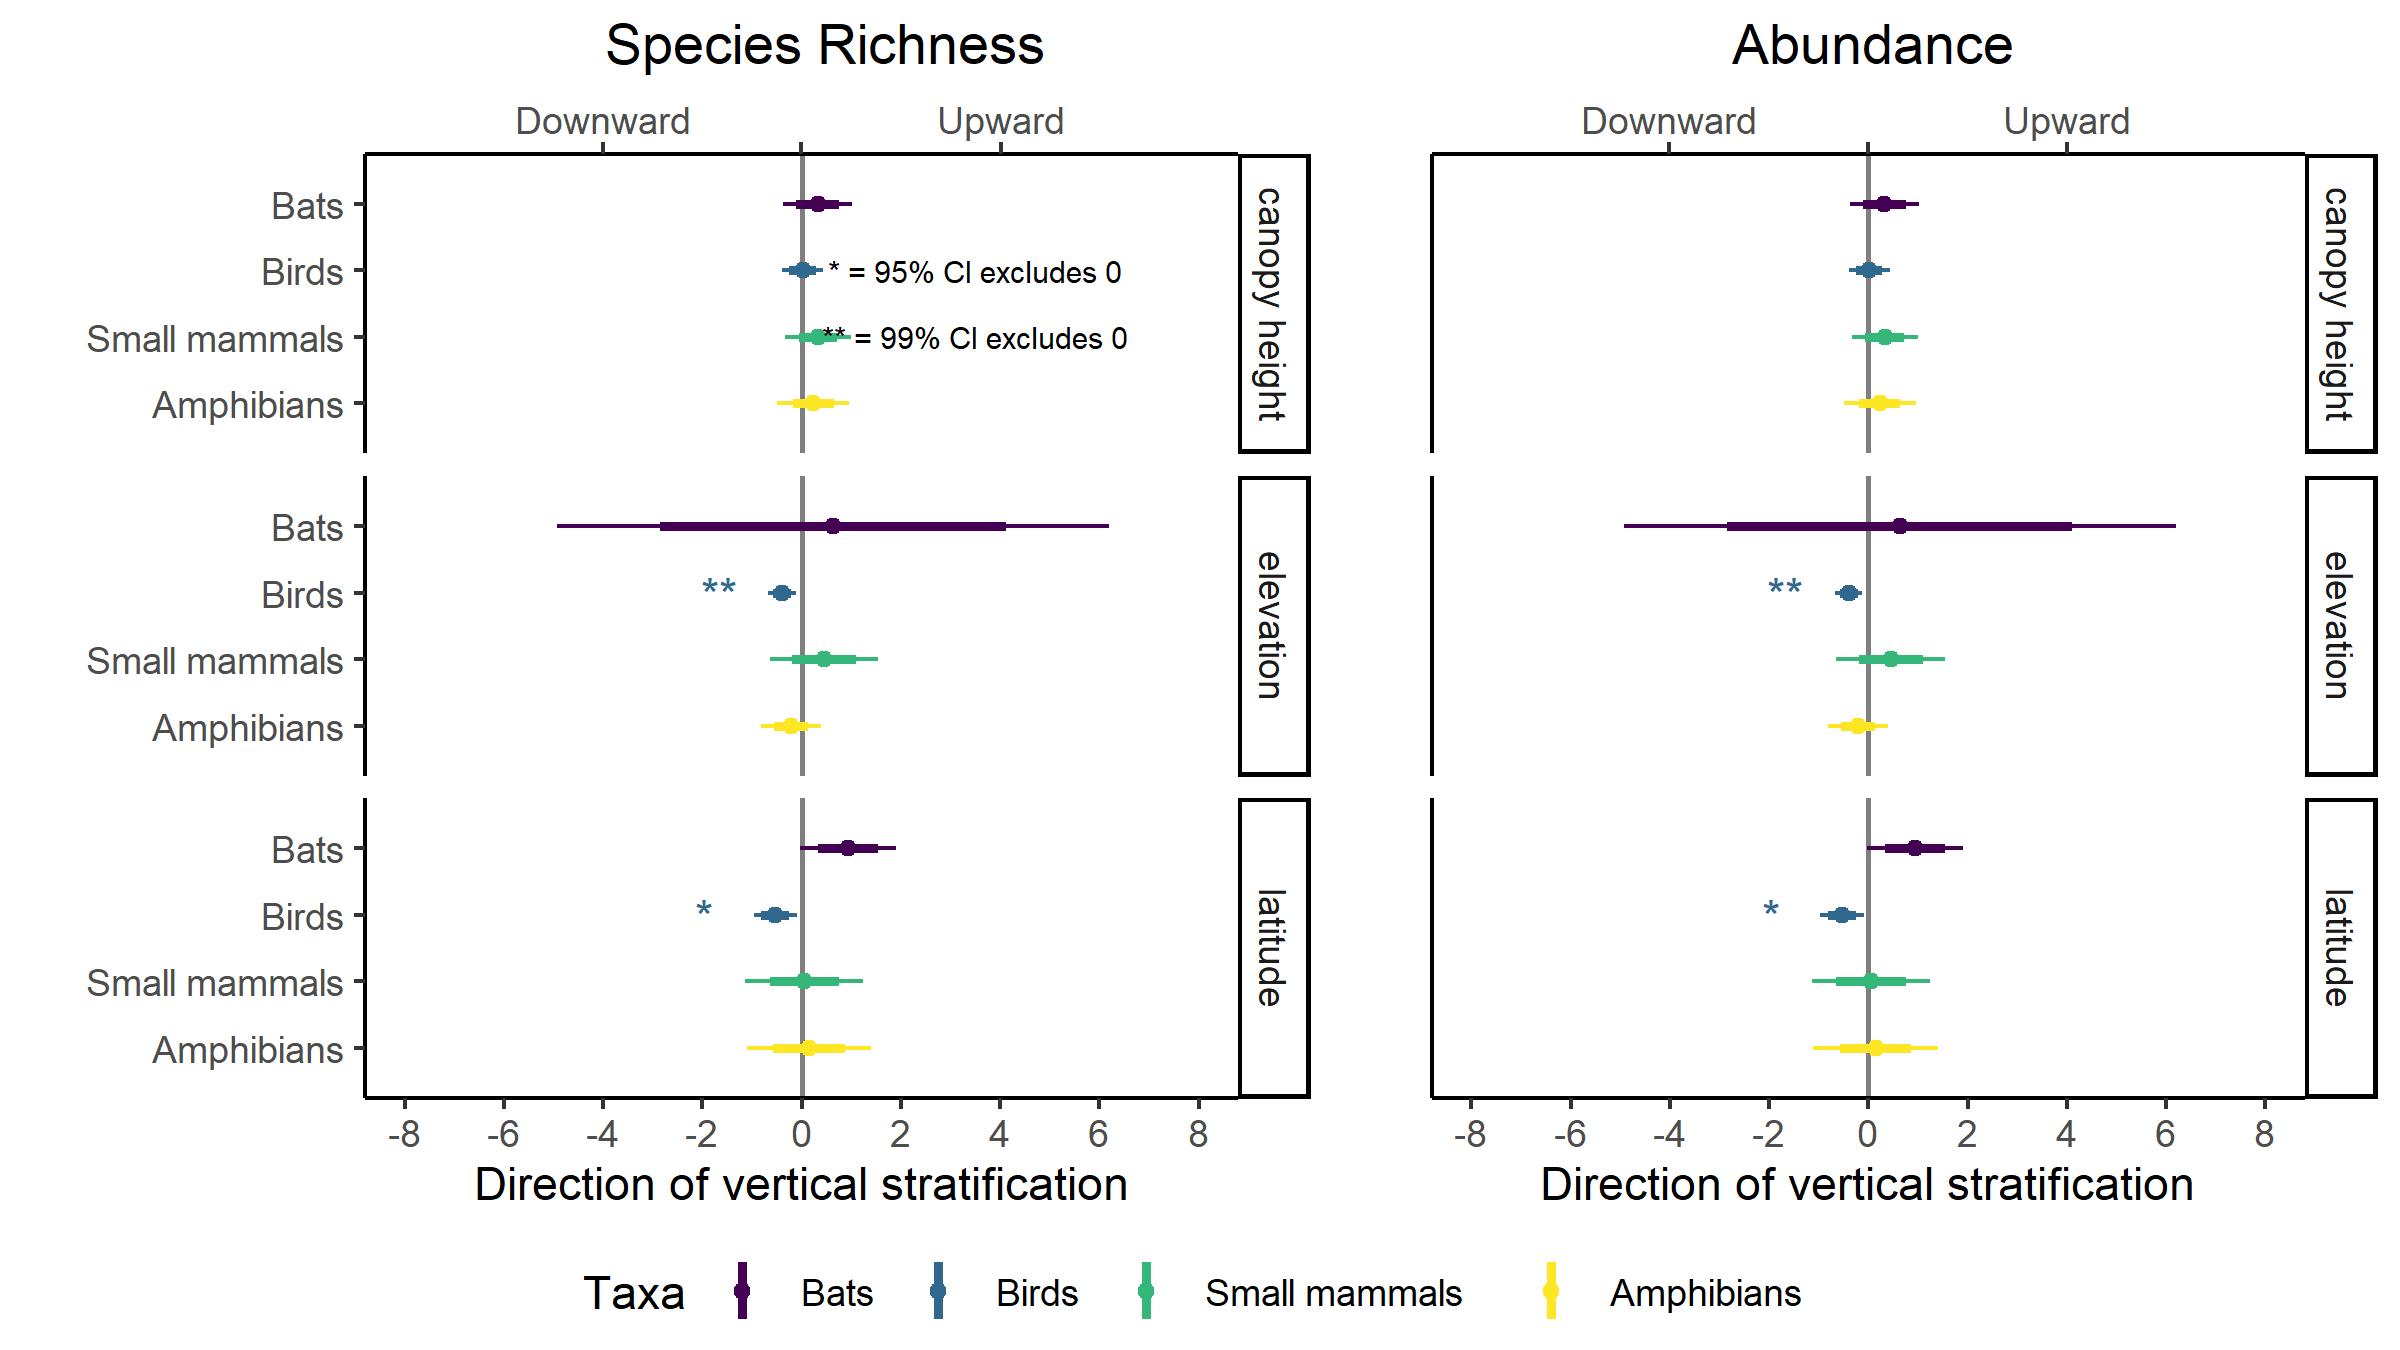 Species Richness
Abundance
Downward Upward
Downward Upward
Bats
Birds
Small mammals
Amphibians
* = 95% CI excludes 0
** = 99% CI excludes 0
canopy height
canopy height
Bats
Birds
Small mammals
Amphibians
**
elevation
**
elevation
Bats
Birds
Small mammals
Amphibians
*
latitude
*
latitude
-8 -6 -4 -2 0 2 4 6 8
-8 -6 -4 -2 0 2 4 6 8
Direction of vertical stratification
Direction of vertical stratification
Taxa Bats Birds Small mammals Amphibians